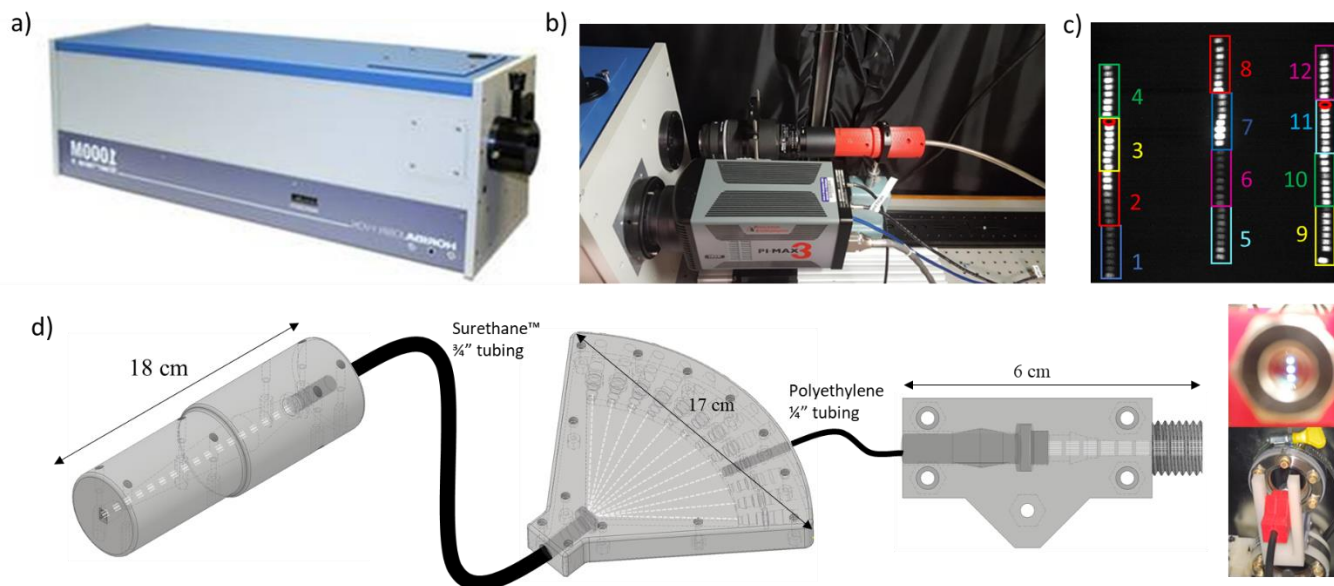 a)
b)
c)
1000M
HORIBA JOBIN YVON
PI-MAX3
4
3
2
1
8
7
6
5
12
11
10
9
d)
18 cm
Surethane™
¾” tubing
17 cm
Polyethylene
¼” tubing
6 cm